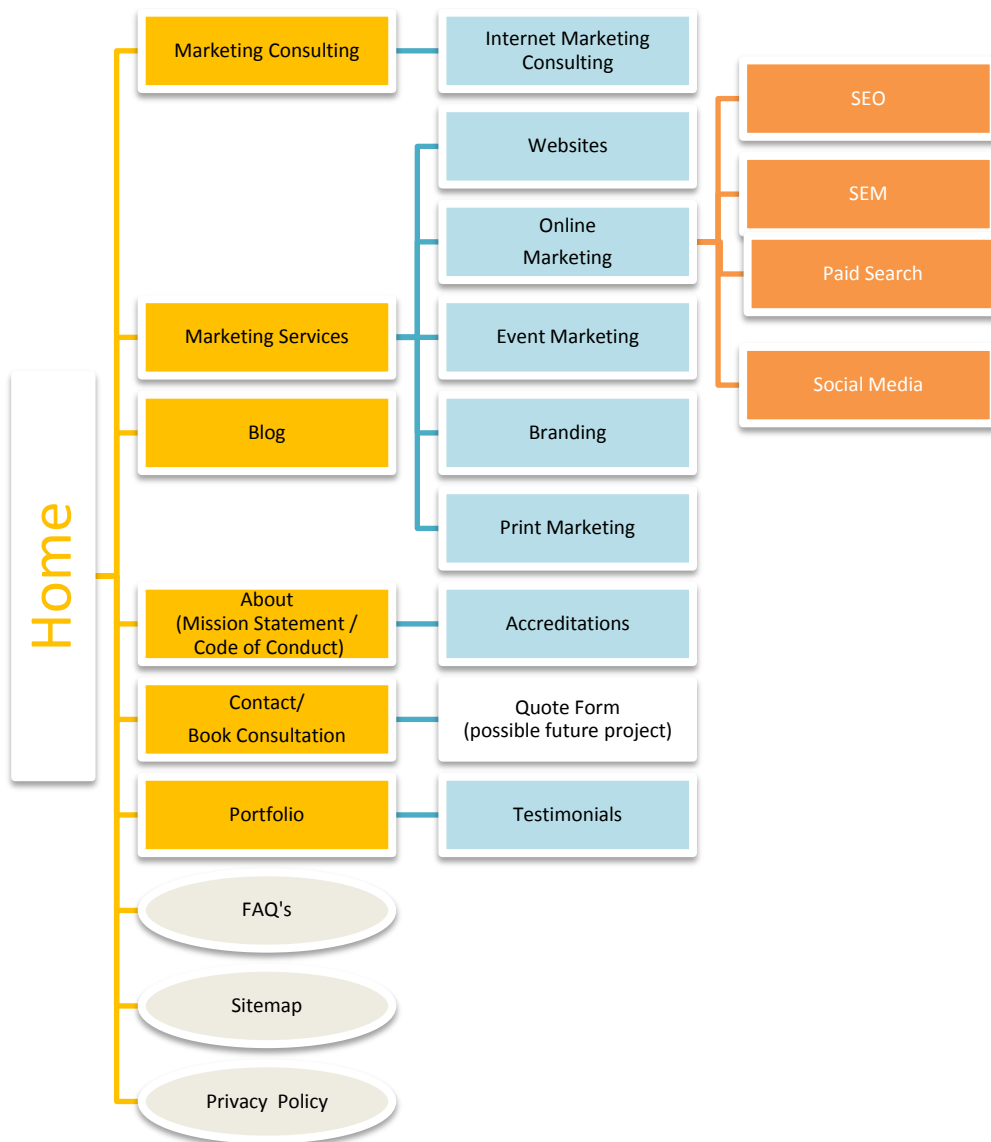 Home
Marketing Consulting
Internet Marketing
Consulting
Marketing Services
Websites
Online
Marketing
SEO
SEM
Paid Search
Social Media
Event Marketing
Branding
Print Marketing
Blog
About
(Mission Statement /
Code of Conduct)
Accreditations
Contact/
Book Consultation
Quote Form
(possible future project)
Portfolio
Testimonials
FAQ's
Sitemap
Privacy Policy